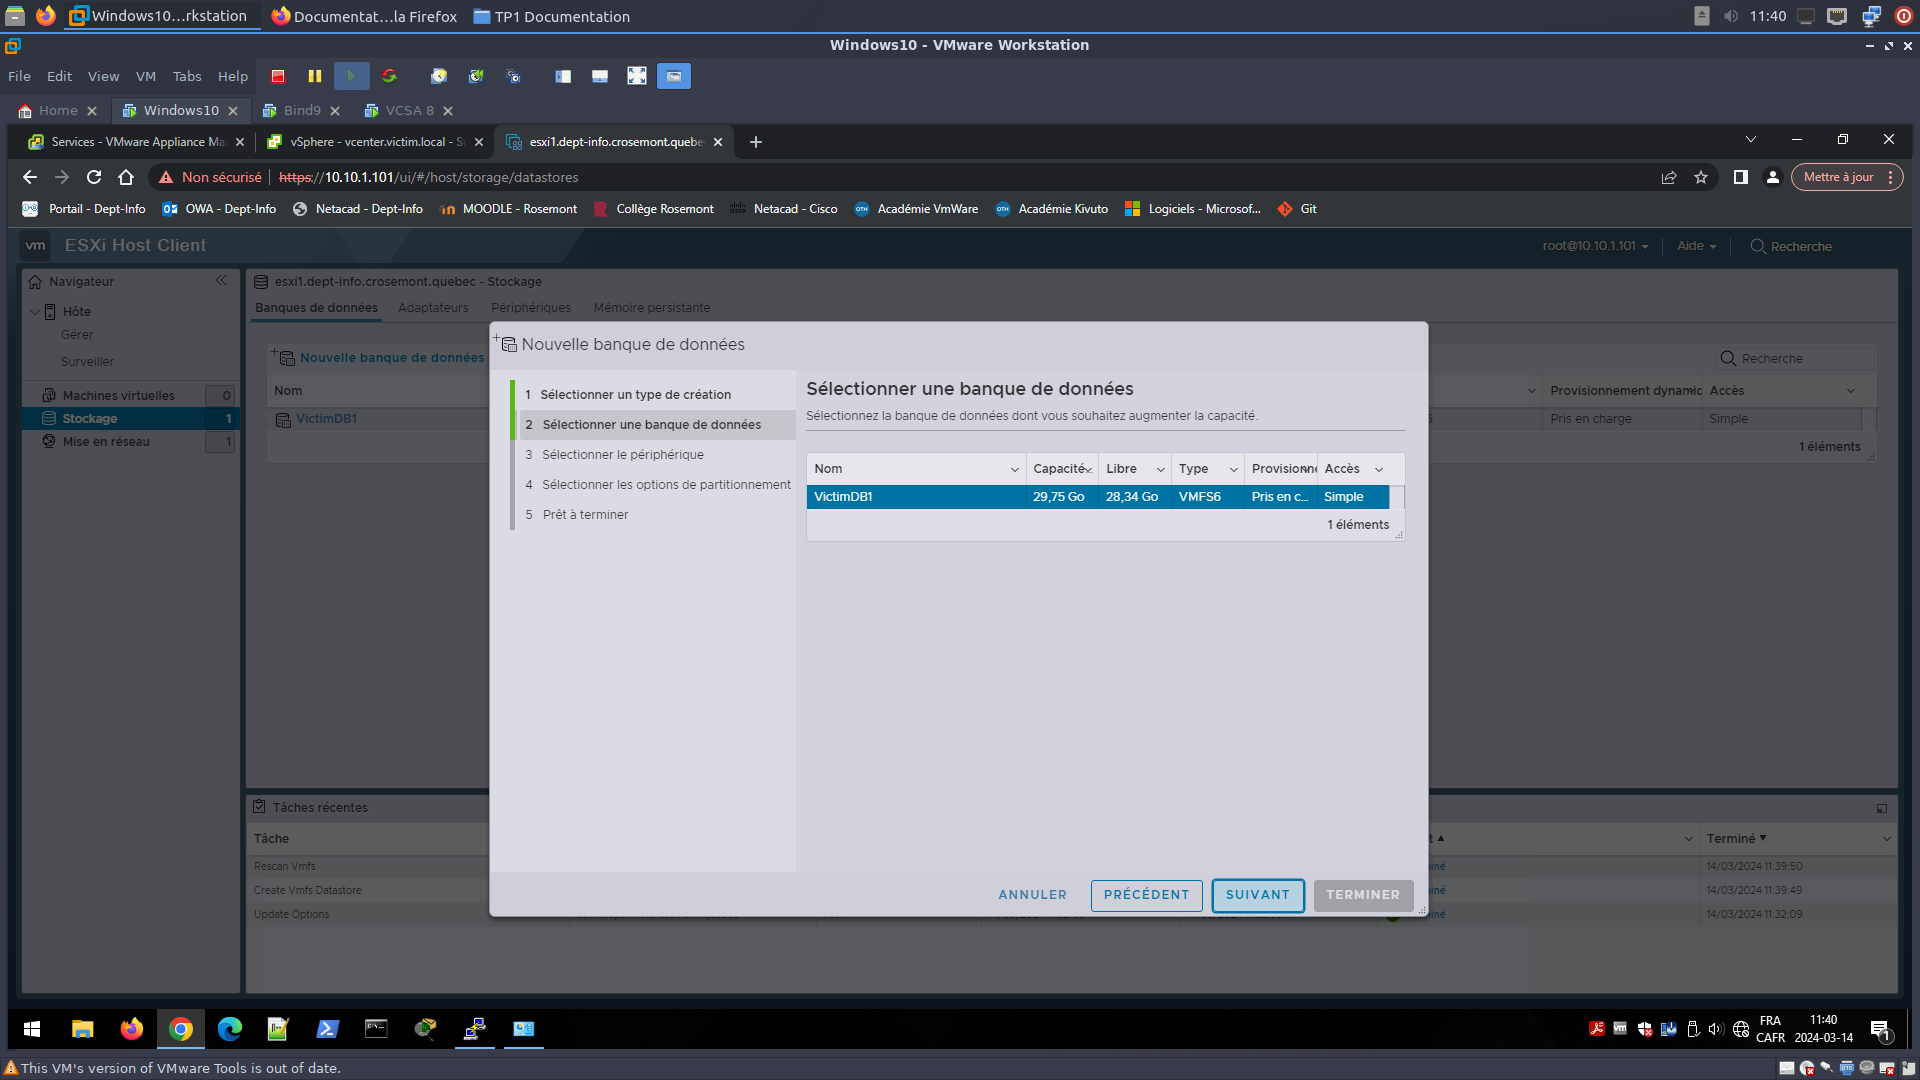 Windows10...rkstation
Documentat...la Firefox
TP1 Documentation
11:40
Windows10 - VMware Workstation
File Edit View VM Tabs Help
Home
Windows10
Bind9
VCSA 8
Services - VMware Appliance Ma
vSphere - vcenter.victim.local - S
esxi1.dept-info.crosemont.quebe
Non sécurisé
https://10.10.1.101/ui/#/host/storage/datastores
Mettre à jour
Portail - Dept-Info
OWA - Dept-Info
Netacad - Dept-Info
MOODLE - Rosemont
Collège Rosemont
Netacad - Cisco
Académie VmWare
Académie Kivuto
Logiciels - Microsof...
Git
vm ESXi Host Client
root@10.10.1.101
Aide
Recherche
Navigateur
Hôte
Gérer
Surveiller
Machines virtuelles 0
Stockage 1
Mise en réseau 1
esxi1.dept-info.crosemont.quebec - Stockage
Banques de données
Adaptateurs
Périphériques
Mémoire persistante
Nouvelle banque de données
Recherche
Nom
Provisionnement dynamic
Accès
VictimDB1
Pris en charge
Simple
1 éléments
Nouvelle banque de données
1 Sélectionner un type de création
2 Sélectionner une banque de données
3 Sélectionner le périphérique
4 Sélectionner les options de partitionnement
5 Prêt à terminer
Sélectionner une banque de données
Sélectionnez la banque de données dont vous souhaitez augmenter la capacité.
Nom Capacité Libre Type Provisionne Accès
VictimDB1 29,75 Go 28,34 Go VMFS6 Pris en c... Simple
1 éléments
ANNULER
PRÉCÉDENT
SUIVANT
TERMINER
Tâches récentes
Tâche
Terminé
Rescan Vmfs
14/03/2024 11:39:50
Create Vmfs Datastore
14/03/2024 11:39:49
Update Options
14/03/2024 11:32:09
FRA
CAFR
11:40
2024-03-14
1
This VM's version of VMware Tools is out of date.